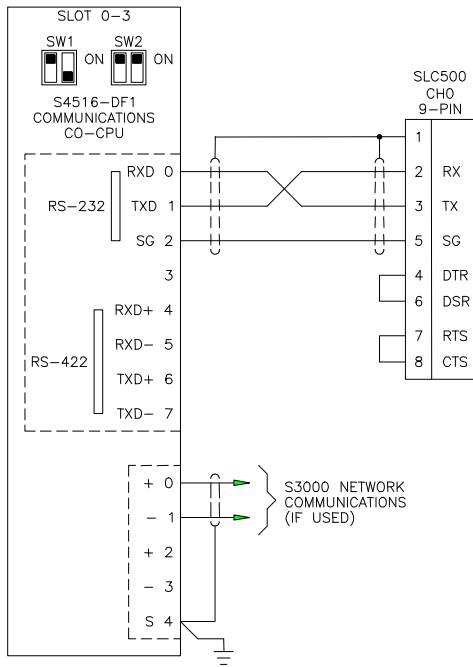 SLOT 0-3
SW1 SW2
ON ON
S4516-DF1
COMMUNICATIONS
CO-CPU
RS-232
RXD 0
TXD 1
SG 2
3
RS-422
RXD+ 4
RXD- 5
TXD+ 6
TXD- 7
+ 0
- 1
+ 2
- 3
S 4
S3000 NETWORK
COMMUNICATIONS
(IF USED)
SLC500
CH0
9-PIN
1
2 RX
3 TX
5 SG
4 DTR
6 DSR
7 RTS
8 CTS